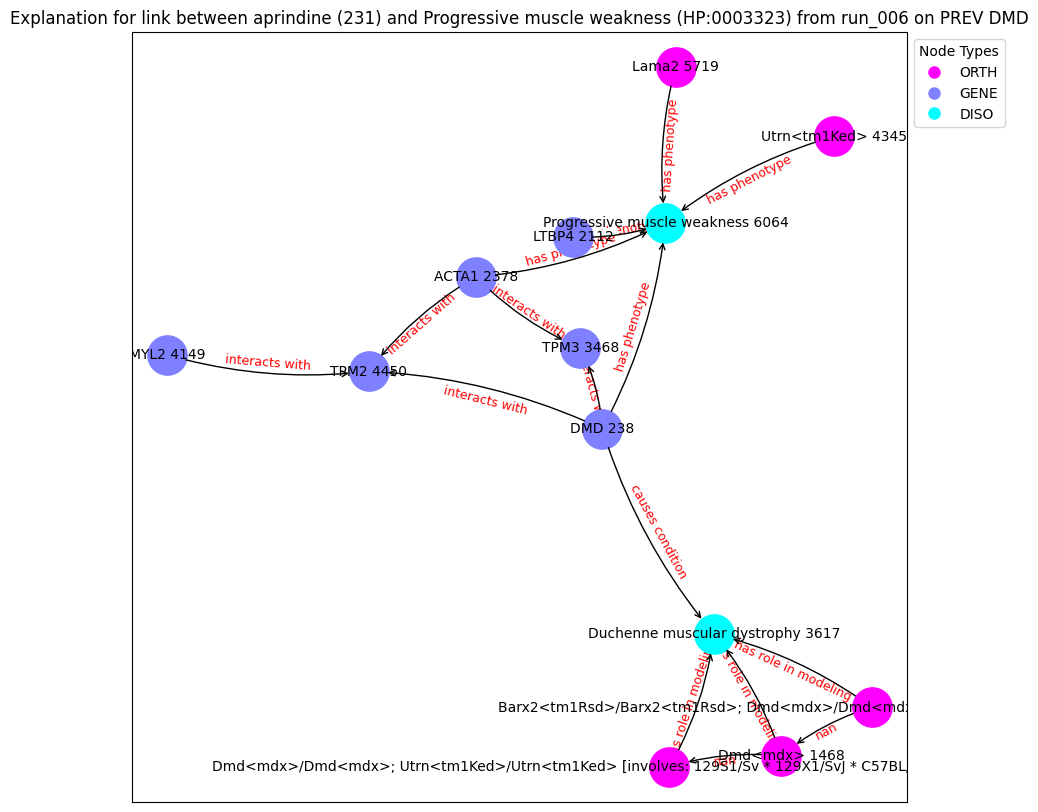 Explanation for link between aprindine (231) and Progressive muscle weakness (HP:0003323) from run_006 on PREV DMD
Node Types
ORTH
GENE
DISO
Lama2 5719
has phenotype
Utrn<tm1Ked> 4345
has phenotype
Progressive muscle weakness 6064
LTBP4 2112
has phenotype
ACTA1 2378
interacts with
interacts with
has phenotype
TPM3 3468
MYL2 4149
interacts with
TPM2 4450
interacts with
DMD 238
causes condition
Duchenne muscular dystrophy 3617
has role in modeling
has role in modeling
has role in modeling
Barx2<tm1Rsd>/Barx2<tm1Rsd>; Dmd<mdx>/Dmd<mdx
nan
Dmd<mdx> 1468
nan
Dmd<mdx>/Dmd<mdx>; Utrn<tm1Ked>/Utrn<tm1Ked> [involves: 129S1/Sv * 129X1/SvJ * C57BL/